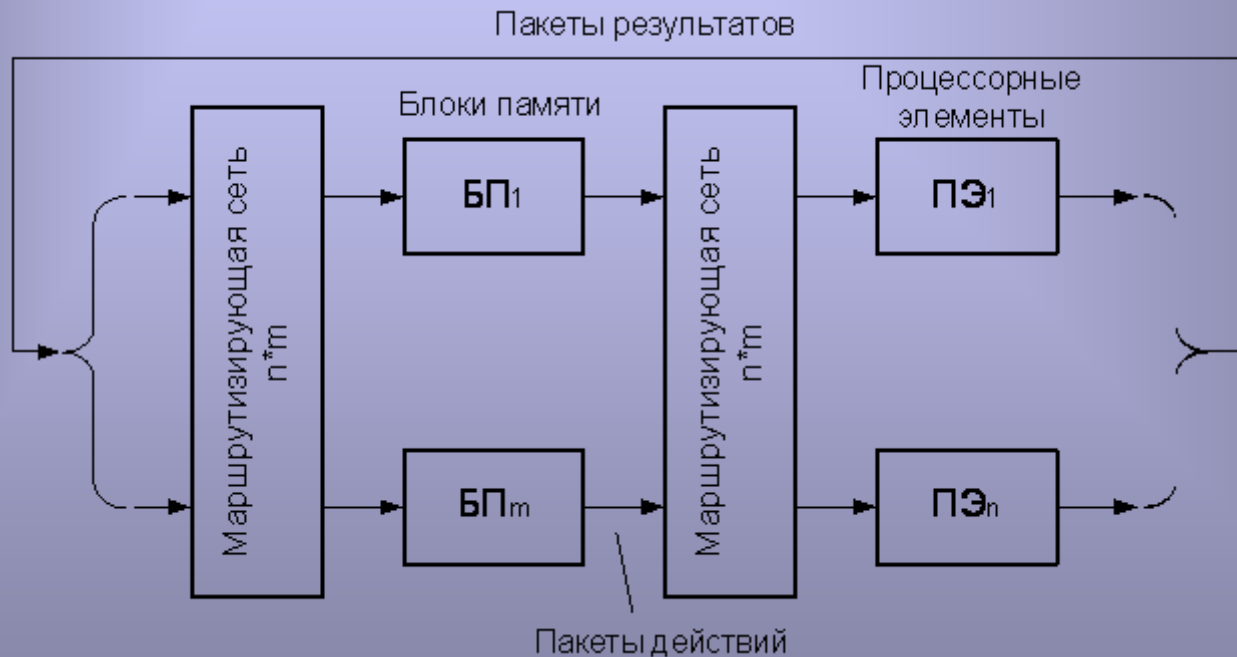 Пакеты результатов
Блоки памяти
Процессорные
элементы
Маршрутизирующая сеть
n*m
БП1
Маршрутизирующая сеть
n*m
ПЭ1
БПm
ПЭn
Пакеты действий